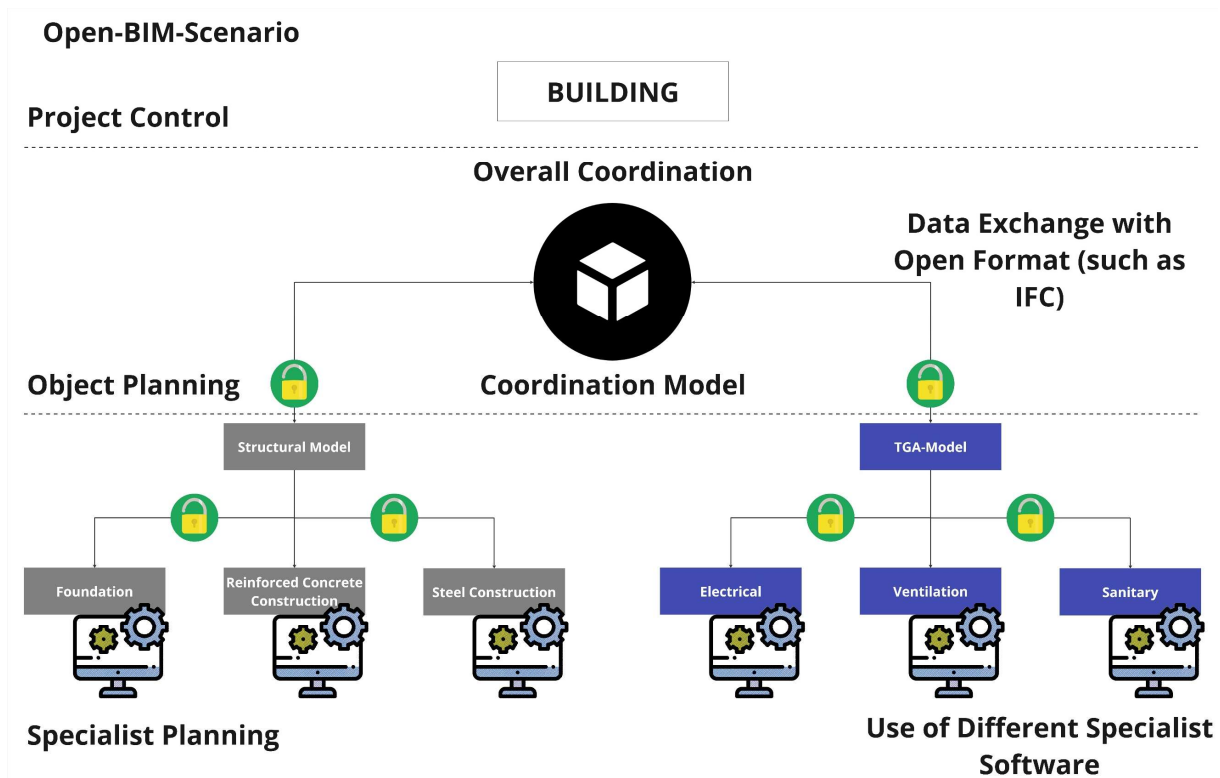 Open-BIM-Scenario
BUILDING
Project Control
Overall Coordination
Data Exchange with
Open Format (such as
IFC)
Object Planning
Coordination Model
Structural Model
TGA-Model
Foundation
Reinforced Concrete
Construction
Steel Construction
Electrical
Ventilation
Sanitary
Specialist Planning
Use of Different Specialist
Software